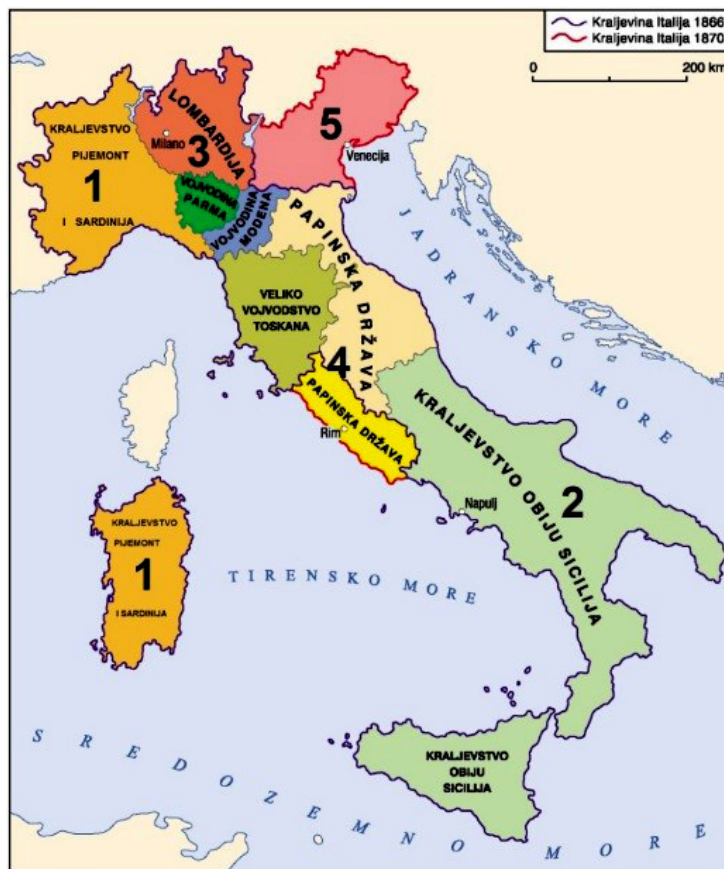 Kraljevina Italija 1866
Kraljevina Italija 1870
0
200 km
KRALJEVSTVO
PIJEMONT
1
I SARDINIJA
LOMBARDIJA
Milano
3
5
Venecija
VOJVODINA
PARMA
VOJVODINA
MODENA
PAPINSKA DRŽAVA
VELIKO
VOJVODSTVO
TOSKANA
4
PAPINSKA DRŽAVA
Rim
JADRANSKO MORE
KRALJEVSTVO OBIJU SICILIJA
2
Napulj
KRALJEVSTVO
PIJEMONT
1
I SARDINIJA
TIRENSKO MORE
KRALJEVSTVO
OBIJU
SICILIJA
SREDOZEMNO MORE